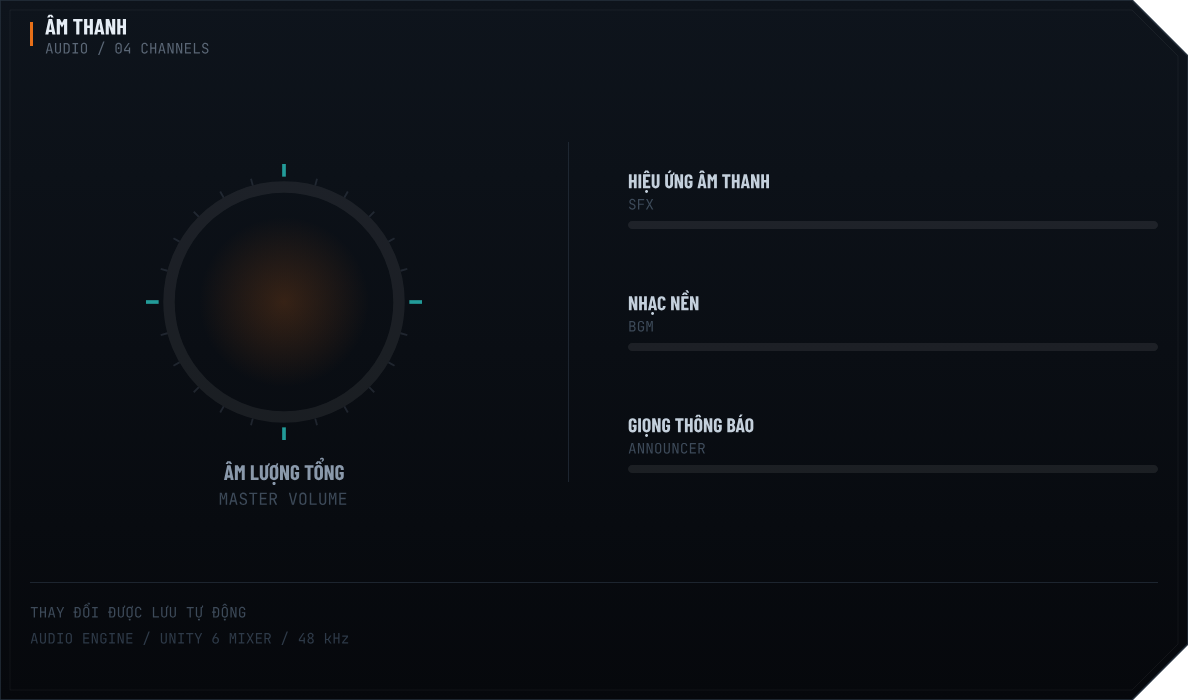 ÂM THANH
AUDIO / 04 CHANNELS
HIỆU ỨNG ÂM THANH
SFX
NHẠC NỀN
BGM
GIỌNG THÔNG BÁO
ANNOUNCER
ÂM LƯỢNG TỔNG
MASTER VOLUME
THAY ĐỔI ĐƯỢC LƯU TỰ ĐỘNG
AUDIO ENGINE / UNITY 6 MIXER / 48 kHz